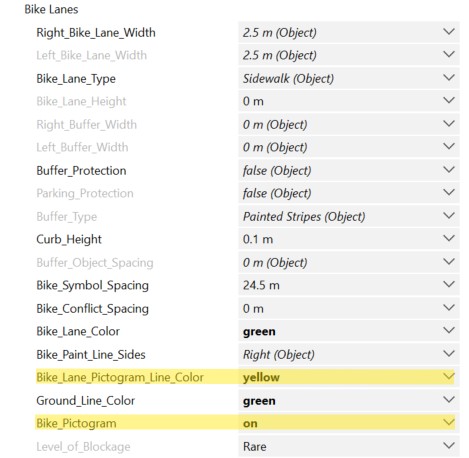 Bike Lanes
Right_Bike_Lane_Width 2.5 m (Object)
Left_Bike_Lane_Width 2.5 m (Object)
Bike_Lane_Type Sidewalk (Object)
Bike_Lane_Height 0 m
Right_Buffer_Width 0 m (Object)
Left_Buffer_Width 0 m (Object)
Buffer_Protection false (Object)
Parking_Protection false (Object)
Buffer_Type Painted Stripes (Object)
Curb_Height 0.1 m
Buffer_Object_Spacing 0 m (Object)
Bike_Symbol_Spacing 24.5 m
Bike_Conflict_Spacing 0 m
Bike_Lane_Color green
Bike_Paint_Line_Sides Right (Object)
Bike_Lane_Pictogram_Line_Color yellow
Ground_Line_Color green
Bike_Pictogram on
Level_of_Blockage Rare